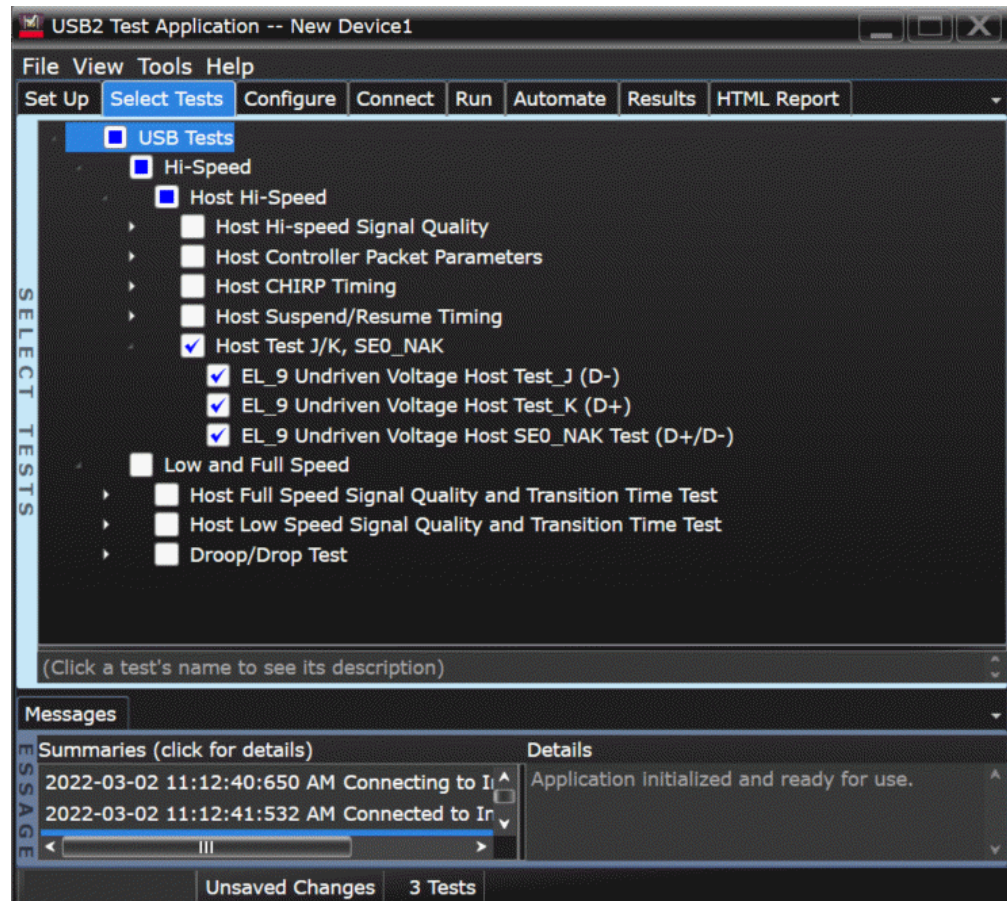 USB2 Test Application -- New Device1
File View Tools Help
Set Up Select Tests Configure Connect Run Automate Results HTML Report
SELECT TESTS
USB Tests
Hi-Speed
Host Hi-Speed
Host Hi-speed Signal Quality
Host Controller Packet Parameters
Host CHIRP Timing
Host Suspend/Resume Timing
Host Test J/K, SE0_NAK
EL_9 Undriven Voltage Host Test_J (D-)
EL_9 Undriven Voltage Host Test_K (D+)
EL_9 Undriven Voltage Host SE0_NAK Test (D+/D-)
Low and Full Speed
Host Full Speed Signal Quality and Transition Time Test
Host Low Speed Signal Quality and Transition Time Test
Droop/Drop Test
(Click a test's name to see its description)
Messages
ESSAGE
Summaries (click for details) Details
2022-03-02 11:12:40:650 AM Connecting to Application initialized and ready for use.
2022-03-02 11:12:41:532 AM Connected to
Unsaved Changes 3 Tests